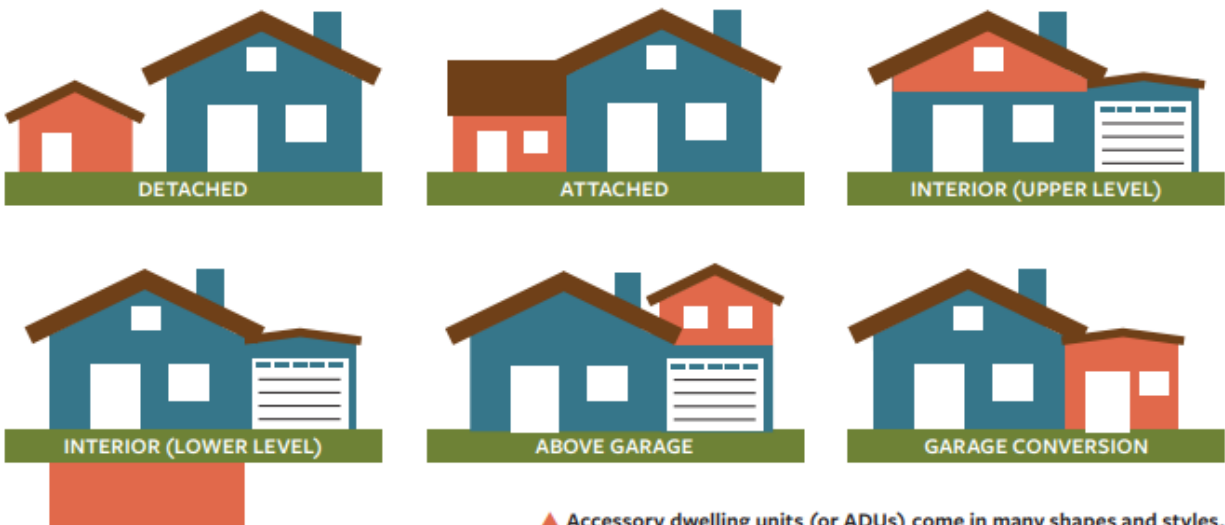 DETACHED
ATTACHED
INTERIOR (UPPER LEVEL)
INTERIOR (LOWER LEVEL)
ABOVE GARAGE
GARAGE CONVERSION
▲ Accessory dwelling units (or ADUs) come in many shapes and styles.